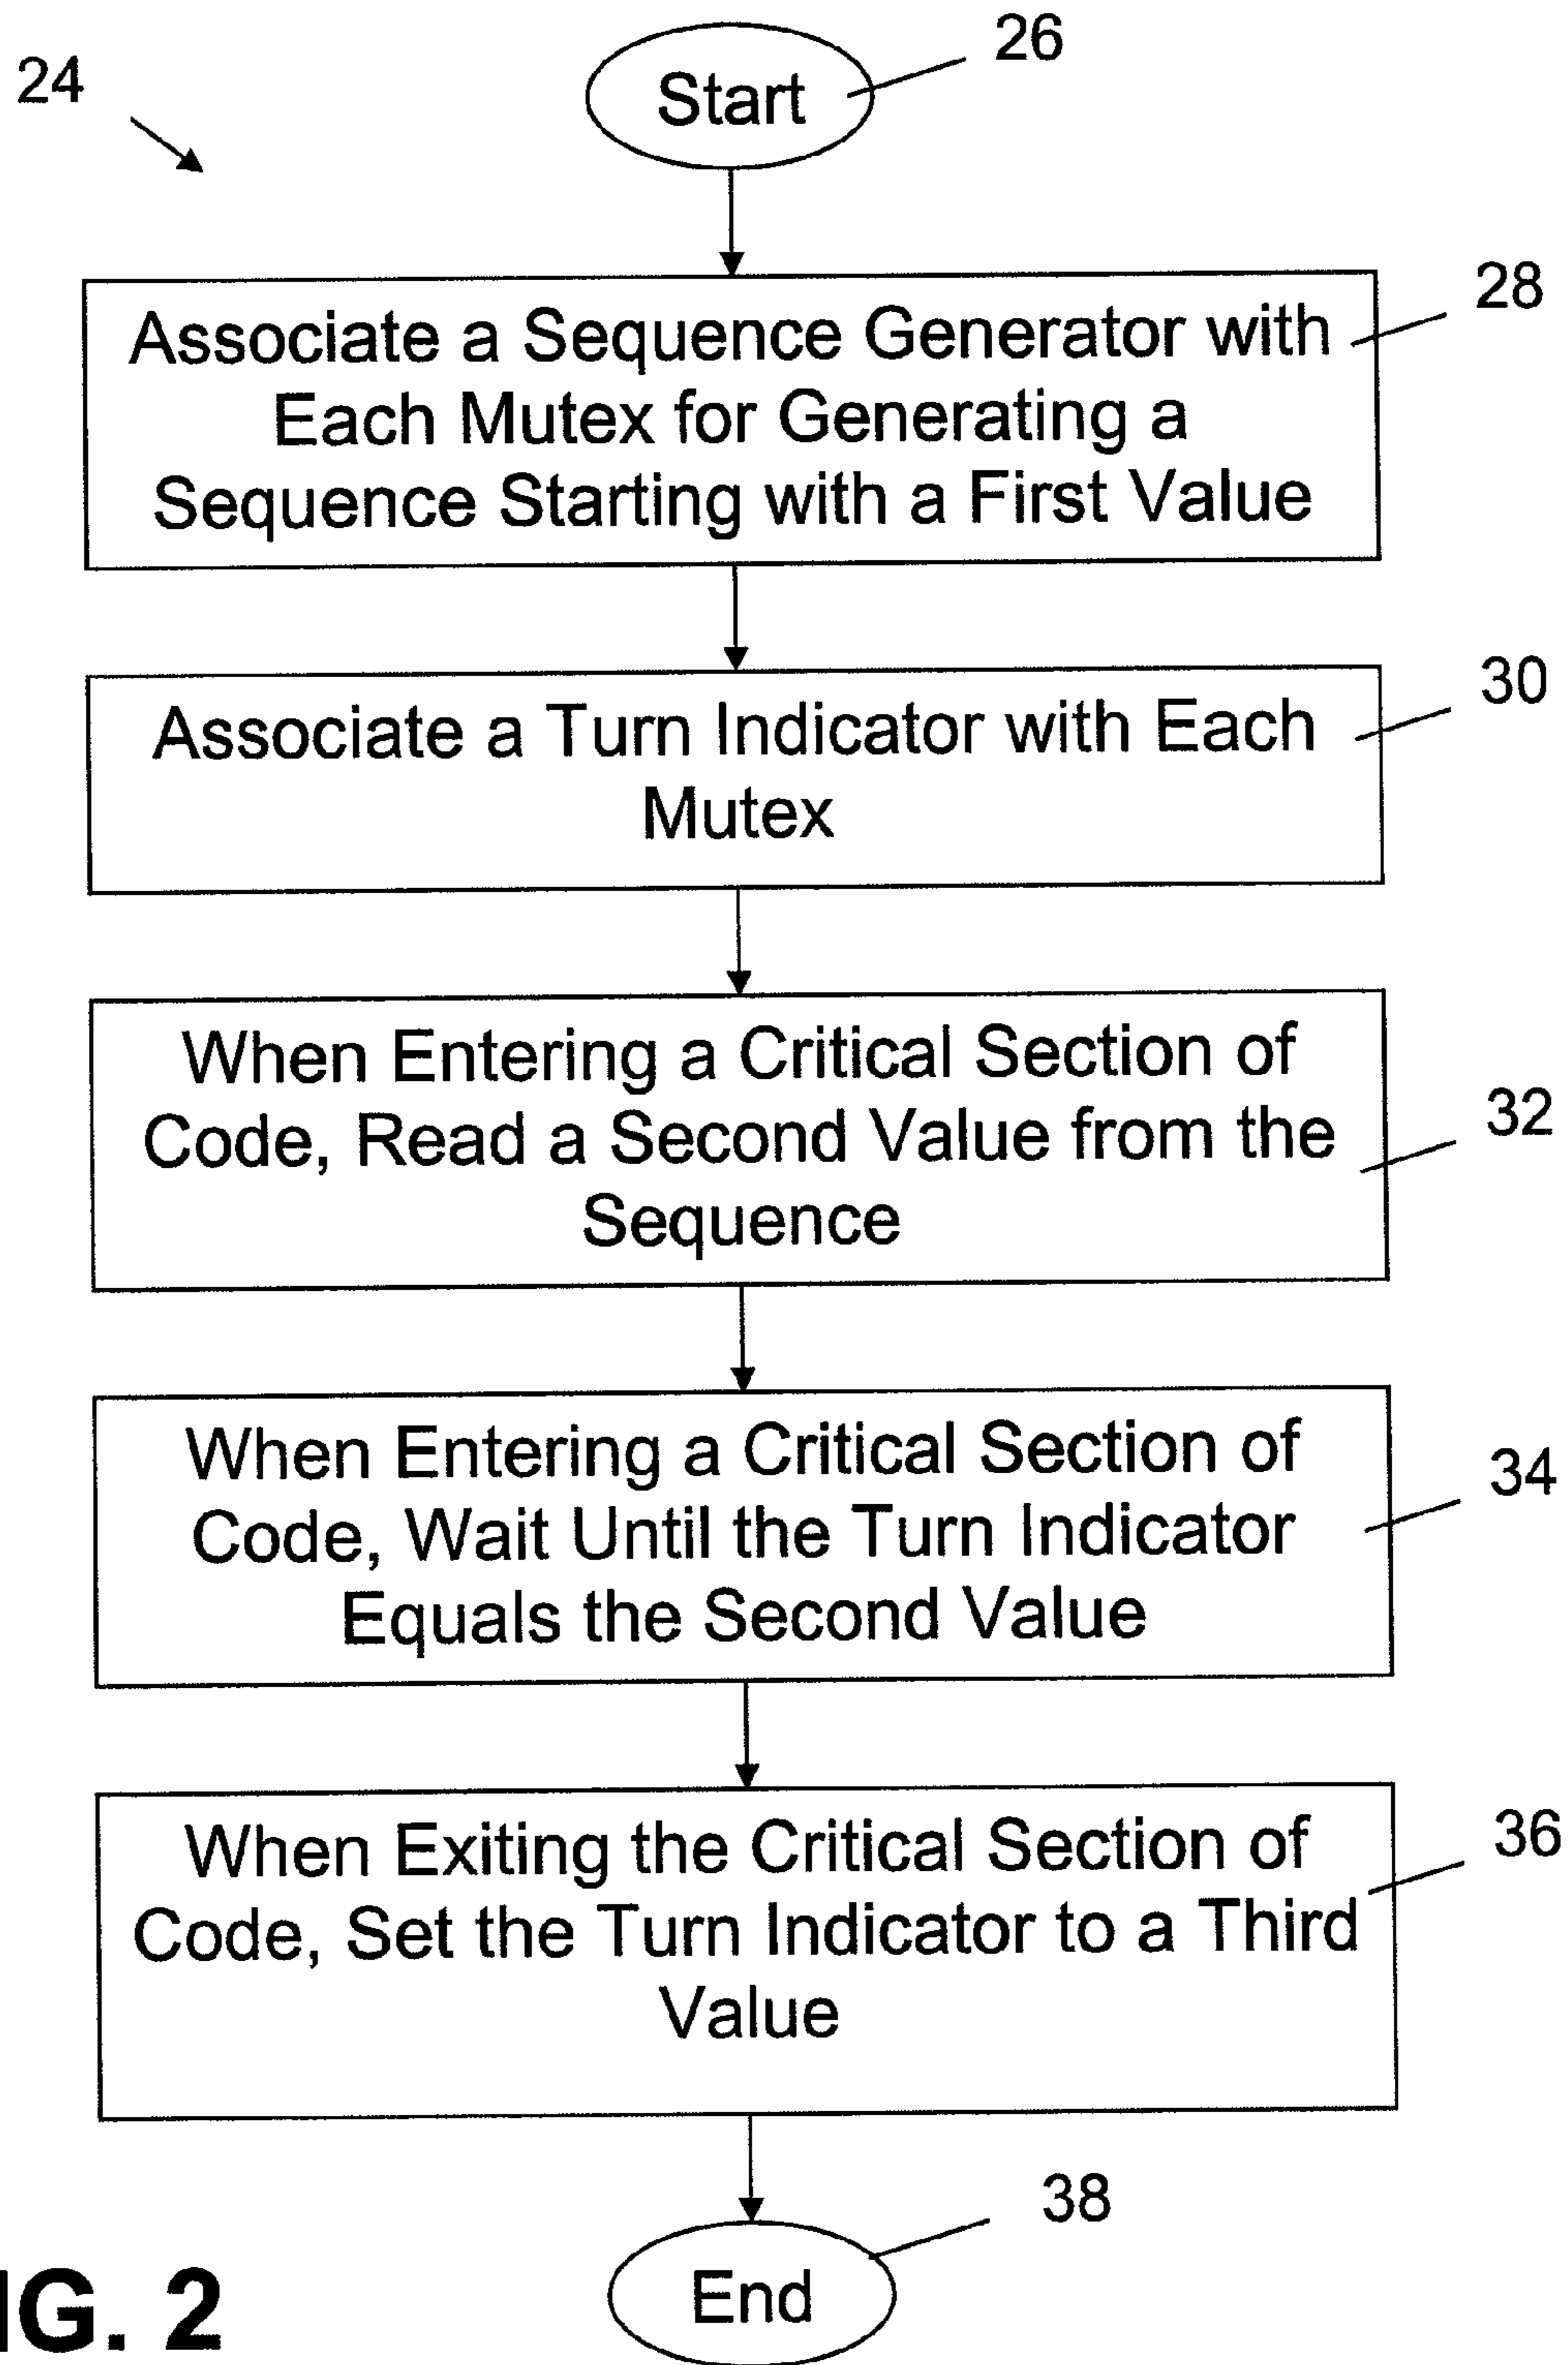 26
24
Start
28
Associate a Sequence Generator with
Each Mutex for Generating a
Sequence Starting with a First Value
30
Associate a Turn Indicator with Each
Mutex
When Entering a Critical Section of
32
Code, Read a Second Value from the
Sequence
When Entering a Critical Section of
34
Code, Wait Until the Turn Indicator
Equals the Second Value
When Exiting the Critical Section of
36
Code, Set the Turn Indicator to a Third
Value
38
End
IG. 2